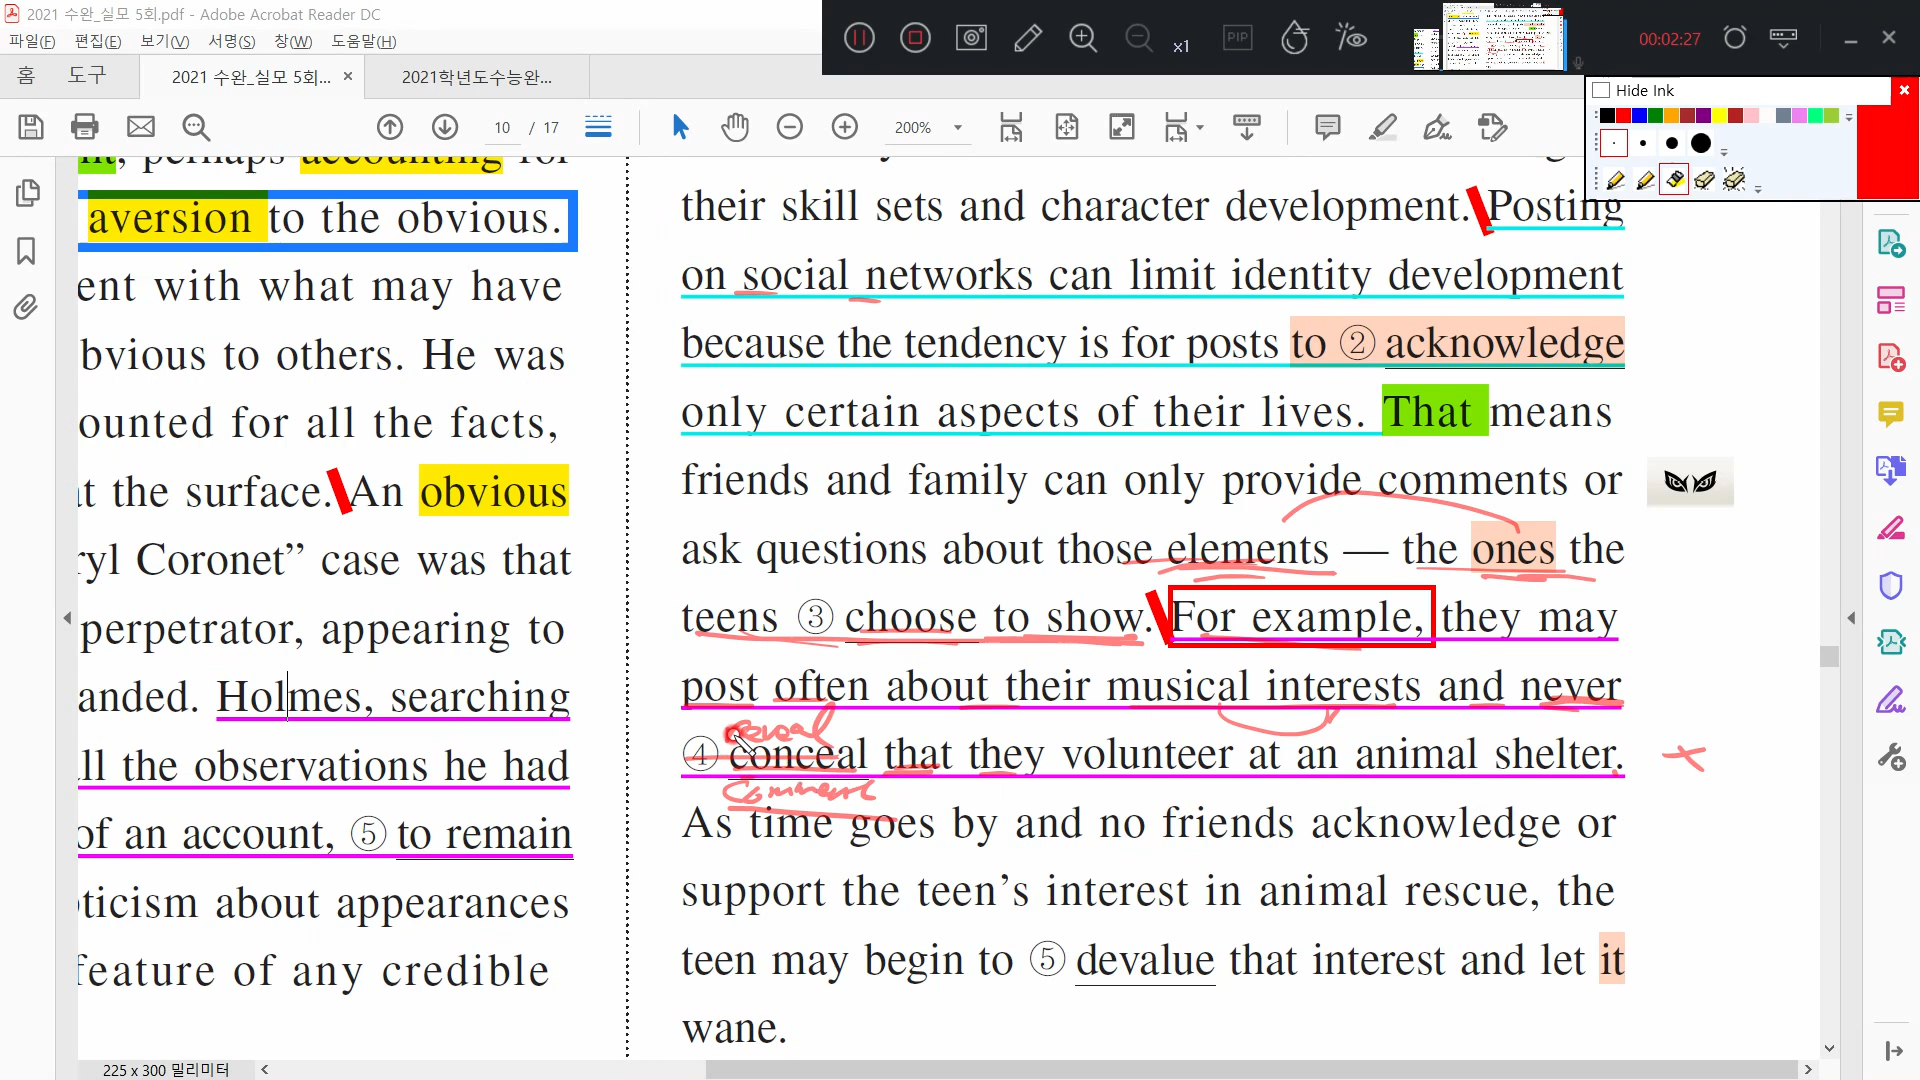 2021 수완_실모 5회.pdf - Adobe Acrobat Reader DC
파일(F) 편집(E) 보기(V) 서명(S) 창(W) 도움말(H)
x1
PIP
00:02:27
홈 도구 2021 수완_실모 5회... × 2021학년도수능완...
Hide Ink
10 / 17
200%
nt, perhaps accounting for
aversion to the obvious.
ent with what may have
bvious to others. He was
ounted for all the facts,
at the surface. An obvious
ryl Coronet” case was that
perpetrator, appearing to
anded. Holmes, searching
all the observations he had
of an account, ⑤ to remain
pticism about appearances
feature of any credible
their skill sets and character development. Posting
on social networks can limit identity development
because the tendency is for posts to ② acknowledge
only certain aspects of their lives. That means
friends and family can only provide comments or
ask questions about those elements — the ones the
teens ③ choose to show. For example, they may
post often about their musical interests and never
reveal
④ conceal that they volunteer at an animal shelter.
comment
As time goes by and no friends acknowledge or
support the teen’s interest in animal rescue, the
teen may begin to ⑤ devalue that interest and let it
wane.
225 x 300 밀리미터